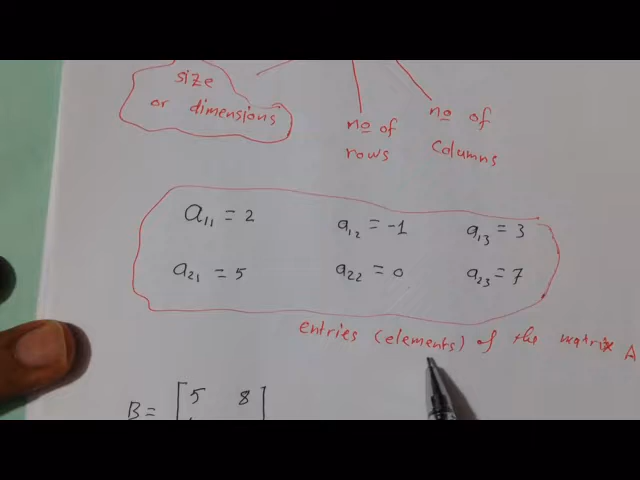 size
or dimensions
no of
rows
no of
Columns
a₁₁ = 2 a₁₂ = -1 a₁₃ = 3
a₂₁ = 5 a₂₂ = 0 a₂₃ = 7
entries (elements) of the matrix A
B = [5 8]